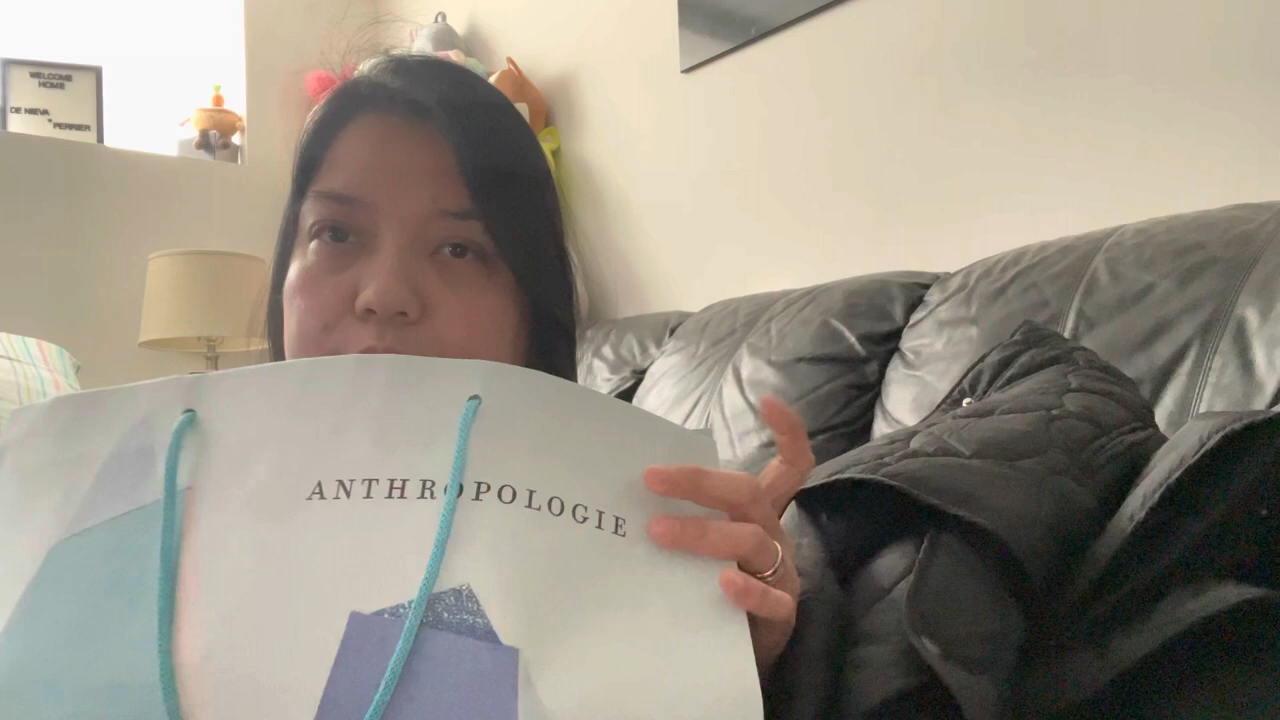 WELCOME
HOME
DE NIEVA
+ PERRIER
ANTHROPOLOGIE